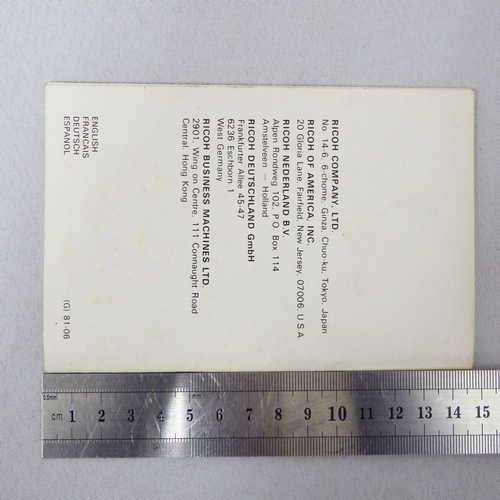 RICOH COMPANY, LTD.
No. 14-6, 6-chome, Ginza, Chuo-ku, Tokyo, Japan
RICOH OF AMERICA, INC.
20 Gloria Lane, Fairfield, New Jersey, 07006, U.S.A
RICOH NEDERLAND B.V.
Alpen Rondweg 102, P.O. Box 114
Amstelveen – Holland
RICOH DEUTSCHLAND GmbH
Frankfurter Allee 45-47
6236 Eschborn 1
West Germany
RICOH BUSINESS MACHINES LTD.
2901, Wing on Centre, 111 Connaught Road
Central, Hong Kong
ENGLISH
FRANCAIS
DEUTSCH
ESPANOL
(G) 81-06
0.5mm
cm 1 2 3 4 5 6 7 8 9 10 11 12 13 14 15